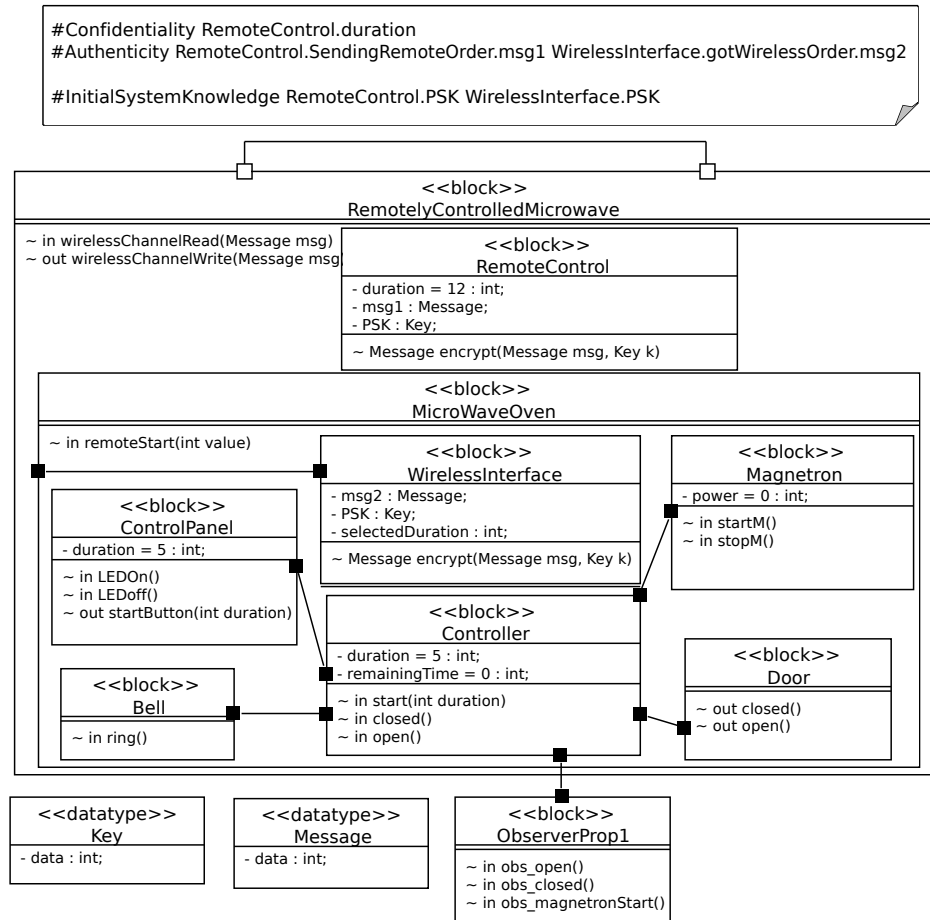 #Confidentiality RemoteControl.duration
#Authenticity RemoteControl.SendingRemoteOrder.msg1 WirelessInterface.gotWirelessOrder.msg2
#InitialSystemKnowledge RemoteControl.PSK WirelessInterface.PSK
<<block>>
RemotelyControlledMicrowave
~ in wirelessChannelRead(Message msg)
~ out wirelessChannelWrite(Message msg
<<block>>
RemoteControl
- duration = 12 : int;
- msg1 : Message;
- PSK : Key;
~ Message encrypt(Message msg, Key k)
<<block>>
MicroWaveOven
~ in remoteStart(int value)
<<block>>
WirelessInterface
- msg2 : Message;
- PSK : Key;
- selectedDuration : int;
~ Message encrypt(Message msg, Key k)
<<block>>
Magnetron
- power = 0 : int;
~ in startM()
~ in stopM()
<<block>>
ControlPanel
- duration = 5 : int;
~ in LEDOn()
~ in LEDoff()
~ out startButton(int duration)
<<block>>
Controller
- duration = 5 : int;
- remainingTime = 0 : int;
~ in start(int duration)
~ in closed()
~ in open()
<<block>>
Bell
~ in ring()
<<block>>
Door
~ out closed()
~ out open()
<<datatype>>
Key
- data : int;
<<datatype>>
Message
- data : int;
<<block>>
ObserverProp1
~ in obs_open()
~ in obs_closed()
~ in obs_magnetronStart()